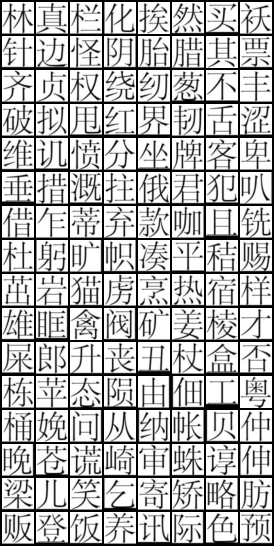 林真栏化挨然买袄
针边怪阴胎腊其票
齐贞权绕纫葱不丰
破拟甩红界韧舌涩
维讥愤分坐牌客卑
垂措溉拄俄君犯叭
借乍蒂弃款咖且铣
杜躬旷帜凑平秸赐
茁岩猫虏烹热宿样
雄眶禽阀矿姜棱才
屎郎升丧丑杖盒否
栋苹态陨由佃工粤
桶娩问从纳帐贝仲
晚苍谎崎审蛛谆伸
梁儿笑乞寄矫略肪
贩登饭养讯际色预